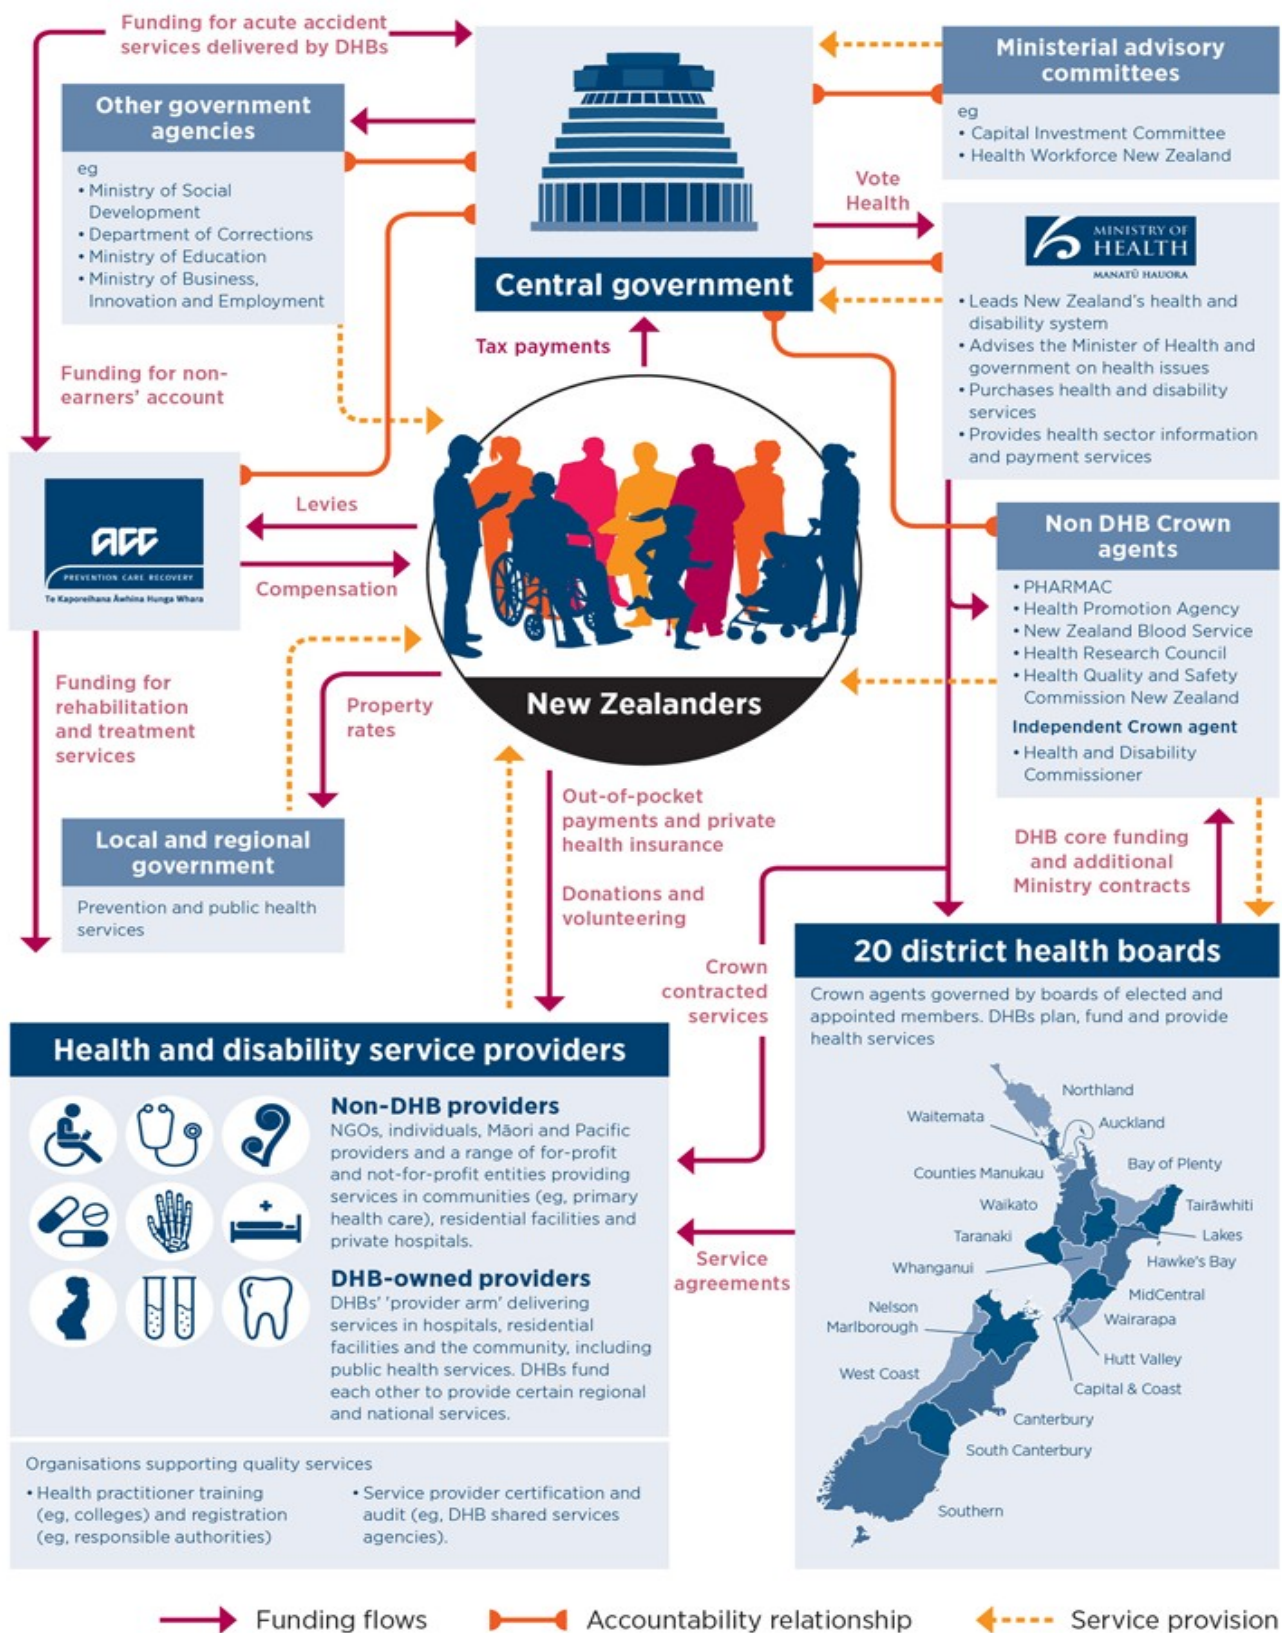 Funding for acute accident
services delivered by DHBs
Other government
agencies
eg
• Ministry of Social
Development
• Department of Corrections
• Ministry of Education
• Ministry of Business,
Innovation and Employment
Central government
Ministerial advisory
committees
eg
• Capital Investment Committee
• Health Workforce New Zealand
Vote
Health
MINISTRY OF
HEALTH
MANATŪ HAUORA
• Leads New Zealand's health and
disability system
• Advises the Minister of Health and
government on health issues
• Purchases health and disability
services
• Provides health sector information
and payment services
Tax payments
Funding for non-
earners' account
acc
PREVENTION CARE RECOVERY
Te Kaporeihana Āwhina Hunga Whara
Levies
Compensation
New Zealanders
Non DHB Crown
agents
• PHARMAC
• Health Promotion Agency
• New Zealand Blood Service
• Health Research Council
• Health Quality and Safety
Commission New Zealand
Independent Crown agent
• Health and Disability
Commissioner
Funding for
rehabilitation
and treatment
services
Property
rates
Local and regional
government
Prevention and public health
services
Out-of-pocket
payments and private
health insurance
Donations and
volunteering
Crown
contracted
services
DHB core funding
and additional
Ministry contracts
20 district health boards
Crown agents governed by boards of elected and
appointed members. DHBs plan, fund and provide
health services
Northland
Waitemata
Auckland
Counties Manukau
Bay of Plenty
Waikato
Tairāwhiti
Taranaki
Lakes
Whanganui
Hawke's Bay
MidCentral
Nelson
Marlborough
Wairarapa
Hutt Valley
West Coast
Capital & Coast
Canterbury
South Canterbury
Southern
Health and disability service providers
Non-DHB providers
NGOs, individuals, Māori and Pacific
providers and a range of for-profit
and not-for-profit entities providing
services in communities (eg, primary
health care), residential facilities and
private hospitals.
DHB-owned providers
DHBs' 'provider arm' delivering
services in hospitals, residential
facilities and the community, including
public health services. DHBs fund
each other to provide certain regional
and national services.
Service
agreements
Organisations supporting quality services
• Health practitioner training
(eg, colleges) and registration
(eg, responsible authorities)
• Service provider certification and
audit (eg, DHB shared services
agencies).
Funding flows
Accountability relationship
Service provision